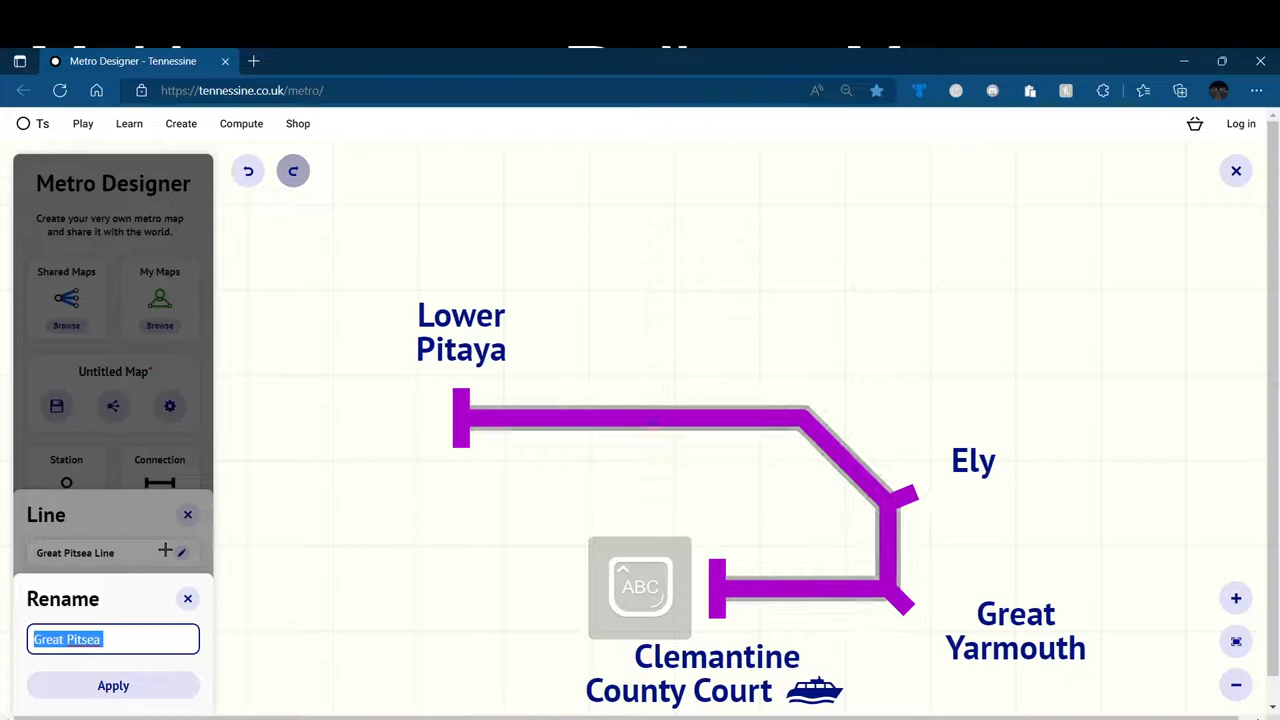 Metro Designer - Tennessine
https://tennessine.co.uk/metro/
Ts Play Learn Create Compute Shop Log in
Metro Designer
Create your very own metro map
and share it with the world.
Shared Maps My Maps
Browse Browse
Untitled Map*
Station Connection
Line
Great Pitsea Line
Rename
Great Pitsea
Apply
Lower
Pitaya
Ely
ABC
Great
Yarmouth
Clemantine
County Court